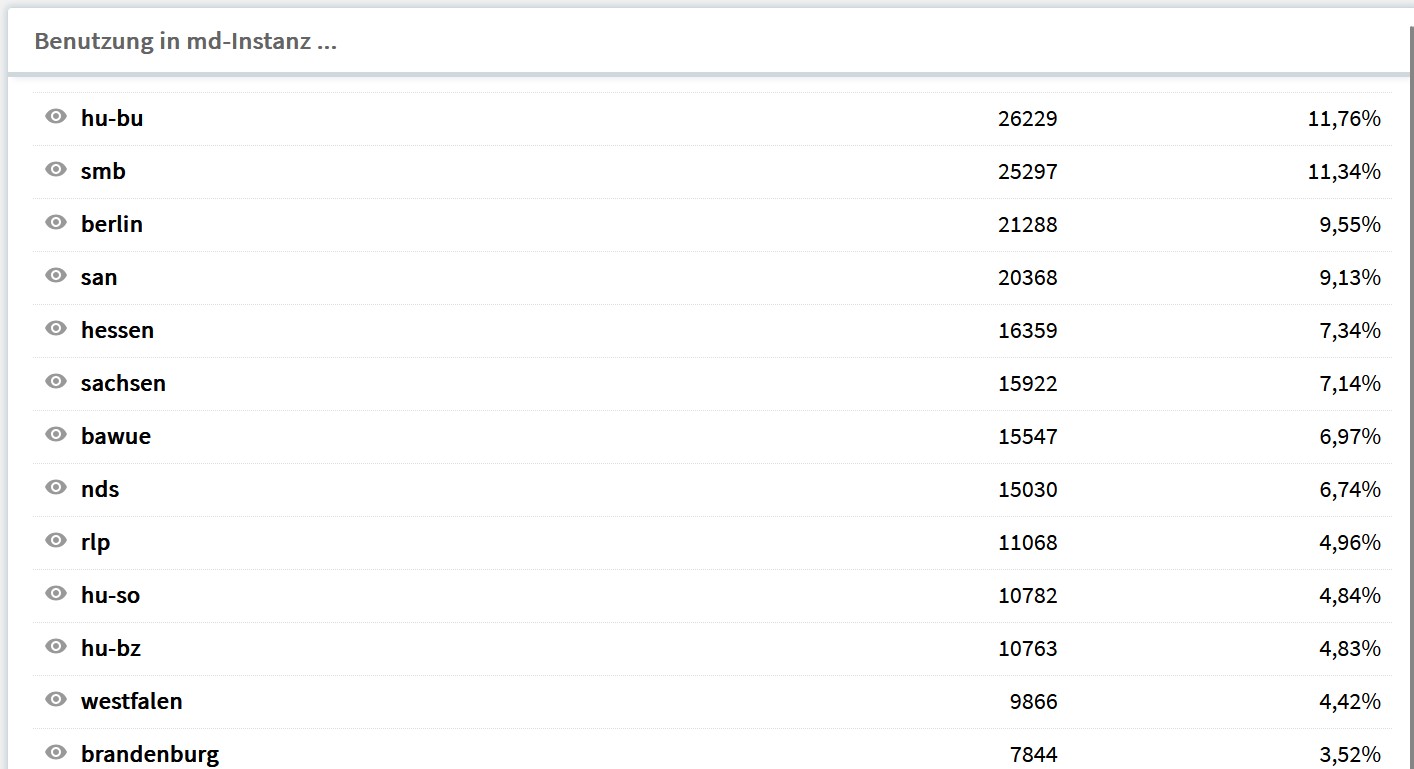 Benutzung in md-Instanz ...
hu-bu 26229 11,76%
smb 25297 11,34%
berlin 21288 9,55%
san 20368 9,13%
hessen 16359 7,34%
sachsen 15922 7,14%
bawue 15547 6,97%
nds 15030 6,74%
rlp 11068 4,96%
hu-so 10782 4,84%
hu-bz 10763 4,83%
westfalen 9866 4,42%
brandenburg 7844 3,52%